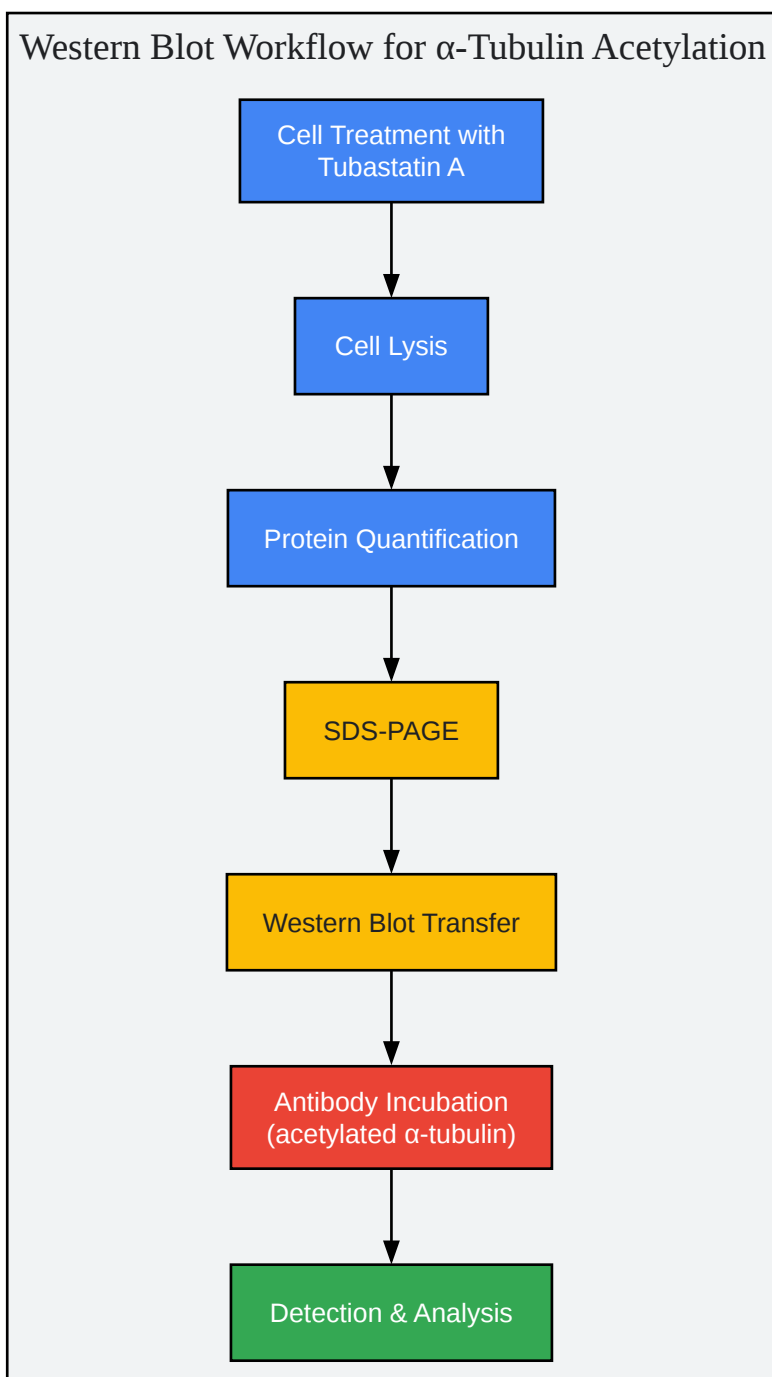 Western Blot Workflow for α-Tubulin Acetylation
Cell Treatment with
Tubastatin A
Cell Lysis
Protein Quantification
SDS-PAGE
Western Blot Transfer
Antibody Incubation
(acetylated α-tubulin)
Detection & Analysis